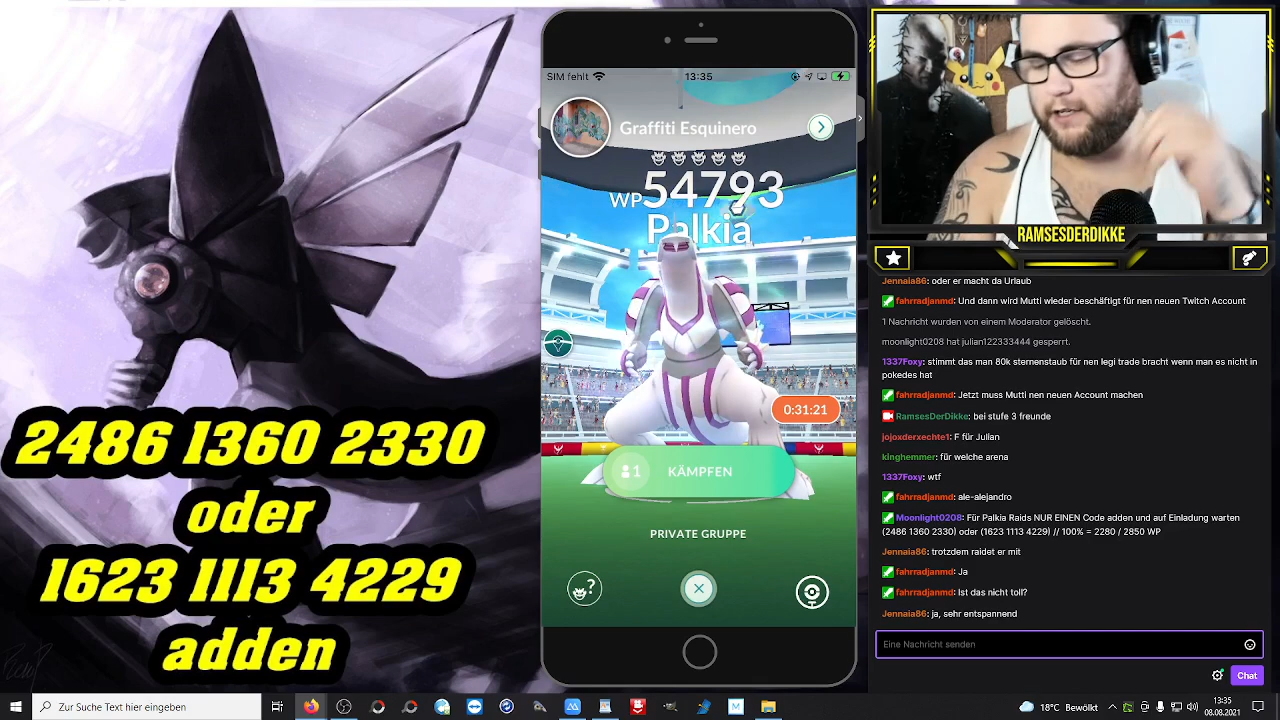 2486 1360 2330
oder
1623 1113 4229
adden
SIM fehlt
13:35
Graffiti Esquinero
WP54793
Palkia
0:31:21
1
KÄMPFEN
PRIVATE GRUPPE
?
RAMSESDERDIKKE
Jennaia86: oder er macht da Urlaub
fahrradjanmd: Und dann wird Mutti wieder beschäftigt für nen neuen Twitch Account
1 Nachricht wurden von einem Moderator gelöscht.
moonlight0208 hat julian122333444 gesperrt.
1337Foxy: stimmt das man 80k sternenstaub für nen legi trade bracht wenn man es nicht in
pokedes hat
fahrradjanmd: Jetzt muss Mutti nen neuen Account machen
RamsesDerDikke: bei stufe 3 freunde
jojoxderxechte1: F für Julian
kinghemmer: für welche arena
1337Foxy: wtf
fahrradjanmd: ale-alejandro
Moonlight0208: Für Palkia Raids NUR EINEN Code adden und auf Einladung warten
(2486 1360 2330) oder (1623 1113 4229) // 100% = 2280 / 2850 WP
Jennaia86: trotzdem raidet er mit
fahrradjanmd: Ja
fahrradjanmd: Ist das nicht toll?
Jennaia86: ja, sehr entspannend
Eine Nachricht senden
Chat
Zur Suche Text hier eingeben
18°C Bewölkt
13:35
08.08.2021